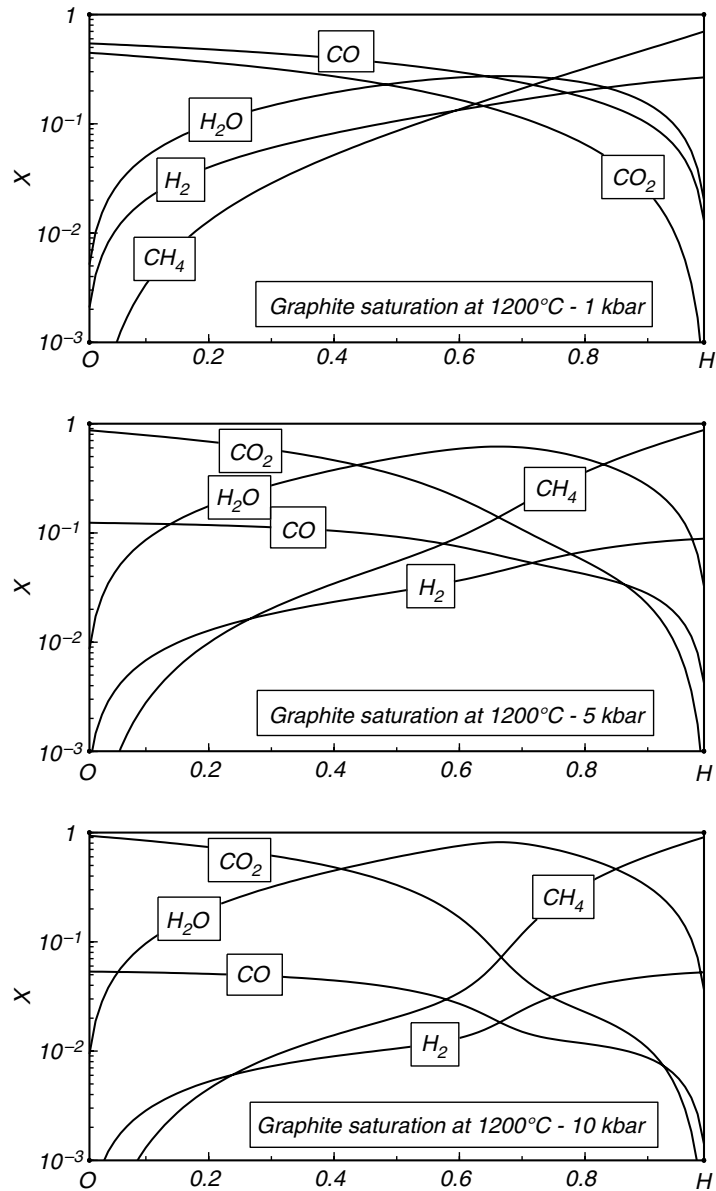 1
CO
H₂O
10⁻¹
X
H₂
CO₂
10⁻²
CH₄
Graphite saturation at 1200°C - 1 kbar
10⁻³
O 0.2 0.4 0.6 0.8 H
1
CO₂
CH₄
H₂O
10⁻¹
CO
X
H₂
10⁻²
Graphite saturation at 1200°C - 5 kbar
10⁻³
O 0.2 0.4 0.6 0.8 H
1
CO₂
CH₄
H₂O
10⁻¹
CO
X
H₂
10⁻²
Graphite saturation at 1200°C - 10 kbar
10⁻³
O 0.2 0.4 0.6 0.8 H